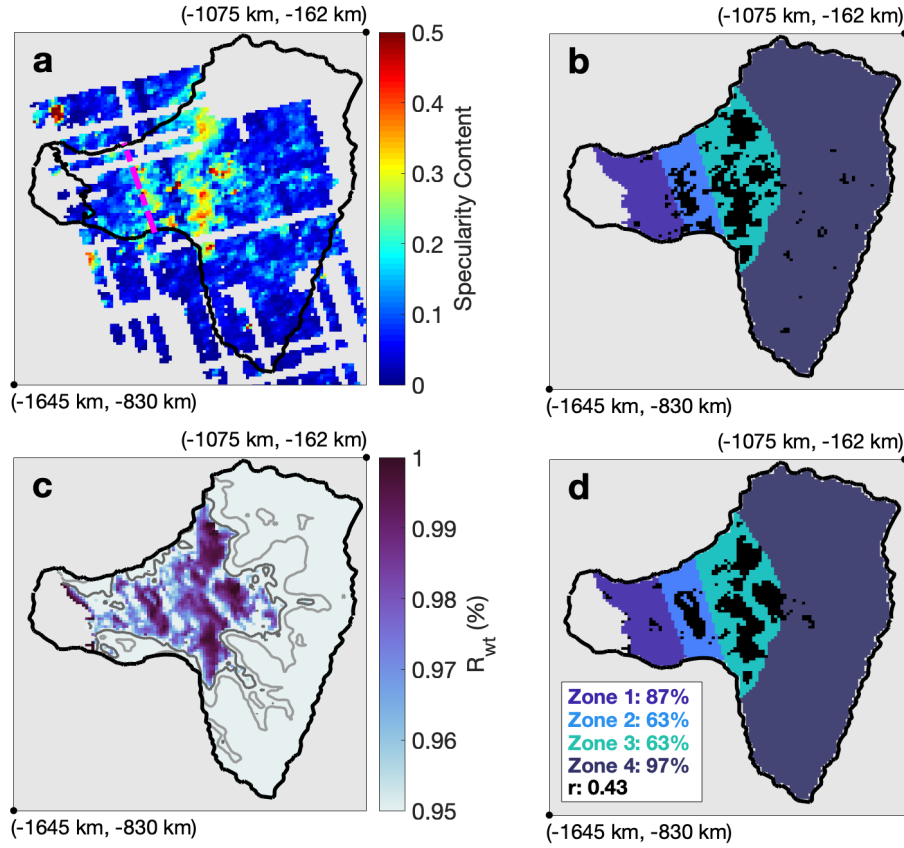 (-1075 km, -162 km)
(-1075 km, -162 km)
a
0.5
0.4
0.3
0.2
0.1
0
Specularity Content
b
(-1645 km, -830 km)
(-1645 km, -830 km)
(-1075 km, -162 km)
(-1075 km, -162 km)
c
1
0.99
0.98
0.97
0.96
0.95
Rwt (%)
d
Zone 1: 87%
Zone 2: 63%
Zone 3: 63%
Zone 4: 97%
r: 0.43
(-1645 km, -830 km)
(-1645 km, -830 km)